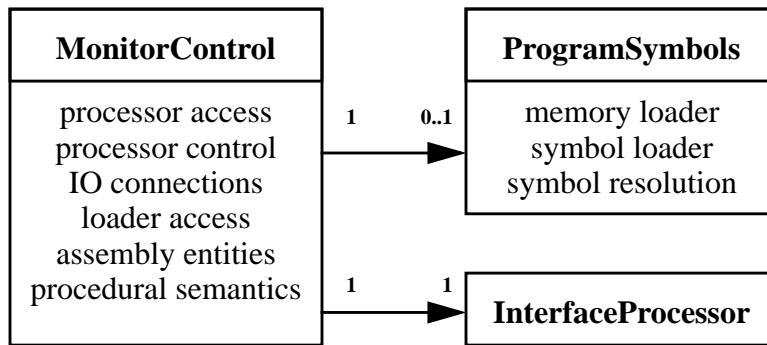 MonitorControl
processor access
processor control
IO connections
loader access
assembly entities
procedural semantics
1 0..1
1 1
ProgramSymbols
memory loader
symbol loader
symbol resolution
InterfaceProcessor